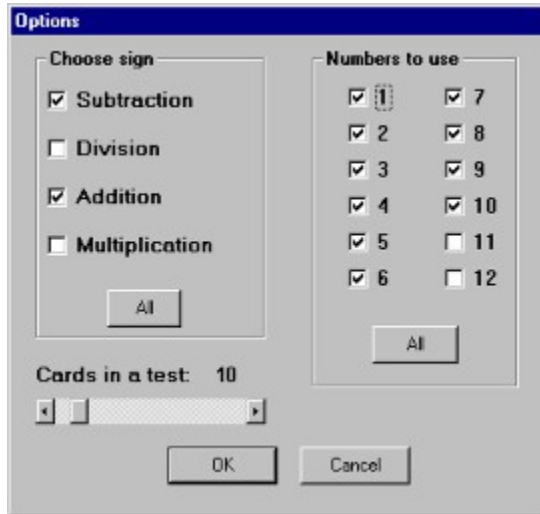 Options
Choose sign
Subtraction
Division
Addition
Multiplication
All
Numbers to use
1 7
2 8
3 9
4 10
5 11
6 12
All
Cards in a test: 10
OK Cancel